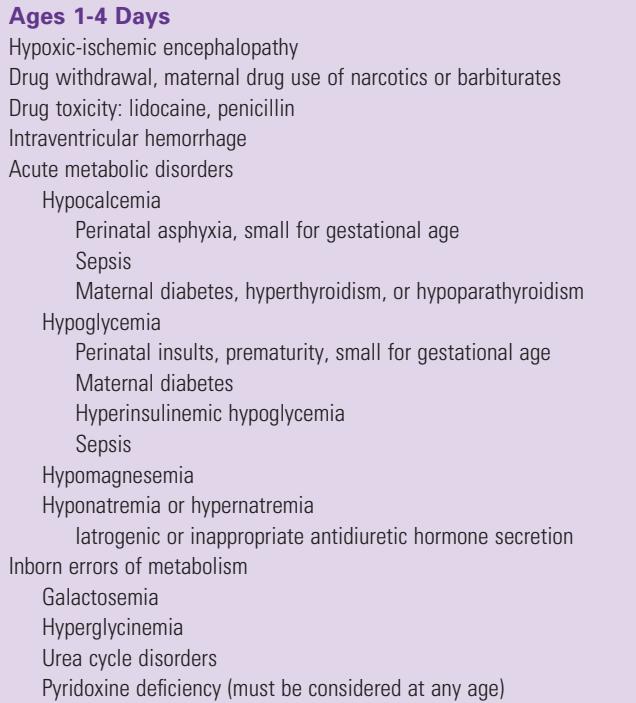 Ages 1-4 Days
Hypoxic-ischemic encephalopathy
Drug withdrawal, maternal drug use of narcotics or barbiturates
Drug toxicity: lidocaine, penicillin
Intraventricular hemorrhage
Acute metabolic disorders
Hypocalcemia
Perinatal asphyxia, small for gestational age
Sepsis
Maternal diabetes, hyperthyroidism, or hypoparathyroidism
Hypoglycemia
Perinatal insults, prematurity, small for gestational age
Maternal diabetes
Hyperinsulinemic hypoglycemia
Sepsis
Hypomagnesemia
Hyponatremia or hypernatremia
Iatrogenic or inappropriate antidiuretic hormone secretion
Inborn errors of metabolism
Galactosemia
Hyperglycinemia
Urea cycle disorders
Pyridoxine deficiency (must be considered at any age)